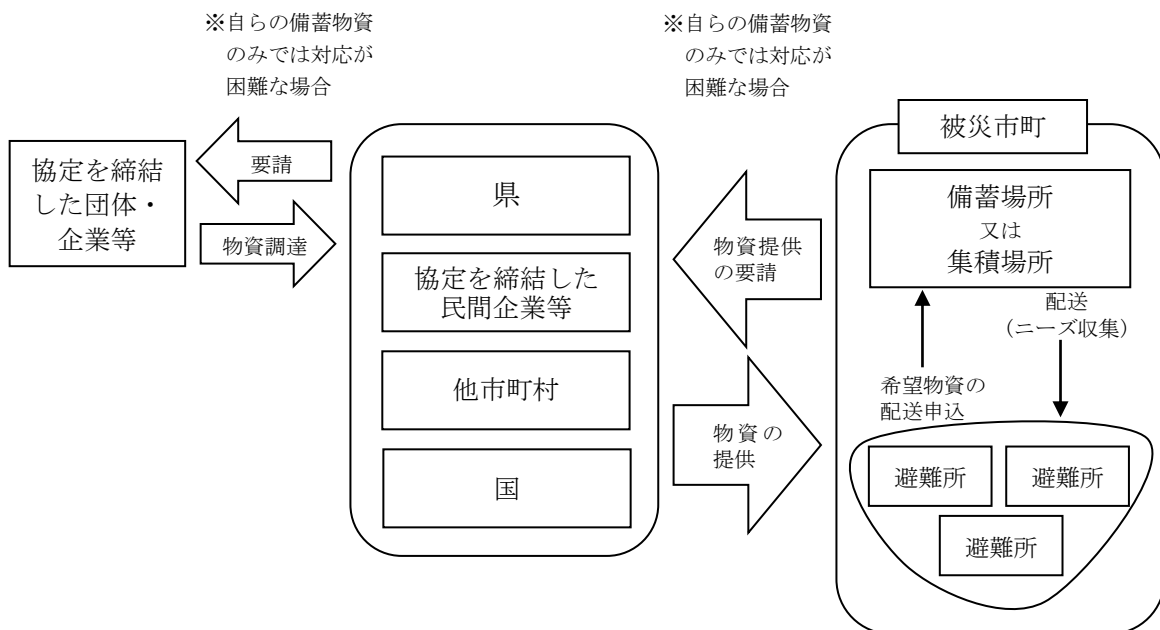 ※自らの備蓄物資
のみでは対応が
困難な場合
※自らの備蓄物資
のみでは対応が
困難な場合
協定を締結
した団体・
企業等
要請
物資調達
県
協定を締結した
民間企業等
他市町村
国
物資提供
の要請
物資の
提供
被災市町
備蓄場所
又は
集積場所
配送
（ニーズ収集）
希望物資の
配送申込
避難所
避難所
避難所